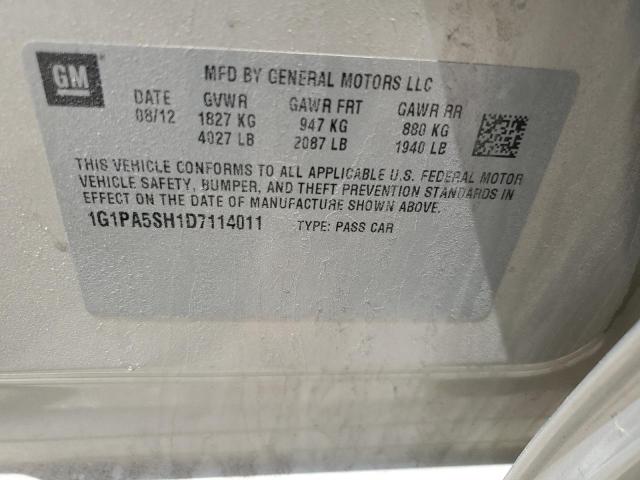 GM
MFD BY GENERAL MOTORS LLC
DATE GVWR GAWR FRT GAWR RR
08/12 1827 KG 947 KG 880 KG
4027 LB 2087 LB 1940 LB
THIS VEHICLE CONFORMS TO ALL APPLICABLE U.S. FEDERAL MOTOR
VEHICLE SAFETY, BUMPER, AND THEFT PREVENTION STANDARDS IN
EFFECT ON THE DATE OF MANUFACTURE SHOWN ABOVE.
1G1PA5SH1D7114011 TYPE: PASS CAR